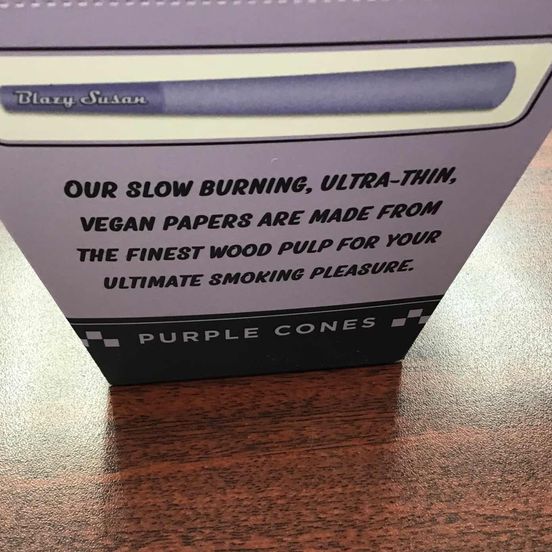 Blazy Susan
OUR SLOW BURNING, ULTRA-THIN,
VEGAN PAPERS ARE MADE FROM
THE FINEST WOOD PULP FOR YOUR
ULTIMATE SMOKING PLEASURE.
PURPLE CONES